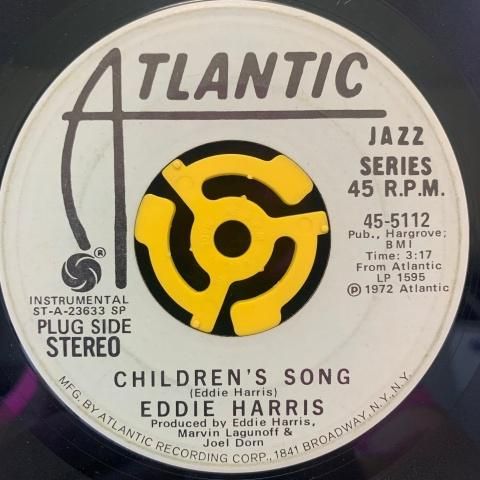 ATLANTIC
JAZZ
SERIES
45 R.P.M.
45-5112
Pub., Hargrove;
BMI
Time: 3:17
From Atlantic
LP 1595
℗ 1972 Atlantic
®
INSTRUMENTAL
ST-A-23633 SP
PLUG SIDE
STEREO
CHILDREN'S SONG
(Eddie Harris)
EDDIE HARRIS
Produced by Eddie Harris,
Marvin Lagunoff &
Joel Dorn
MFG. BY ATLANTIC RECORDING CORP., 1841 BROADWAY, N.Y., N.Y.